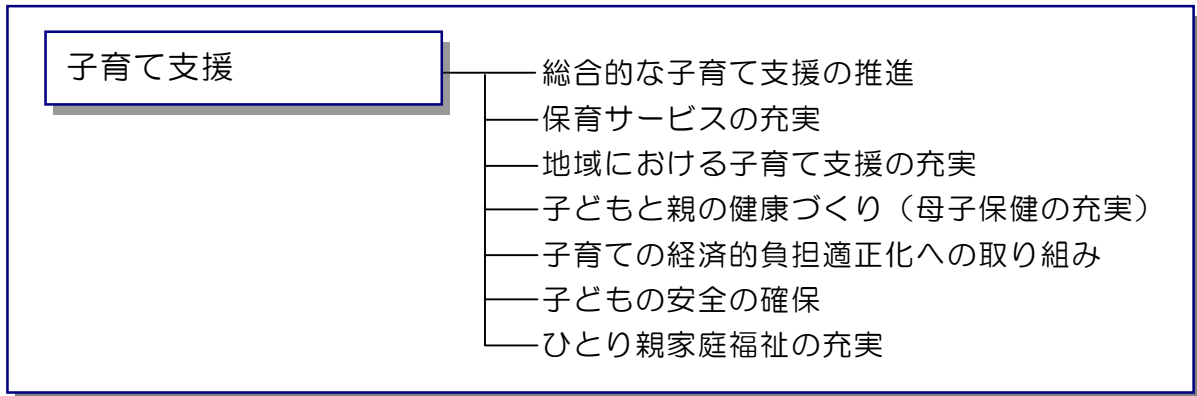 子育て支援
総合的な子育て支援の推進
保育サービスの充実
地域における子育て支援の充実
子どもと親の健康づくり（母子保健の充実）
子育ての経済的負担適正化への取り組み
子どもの安全の確保
ひとり親家庭福祉の充実